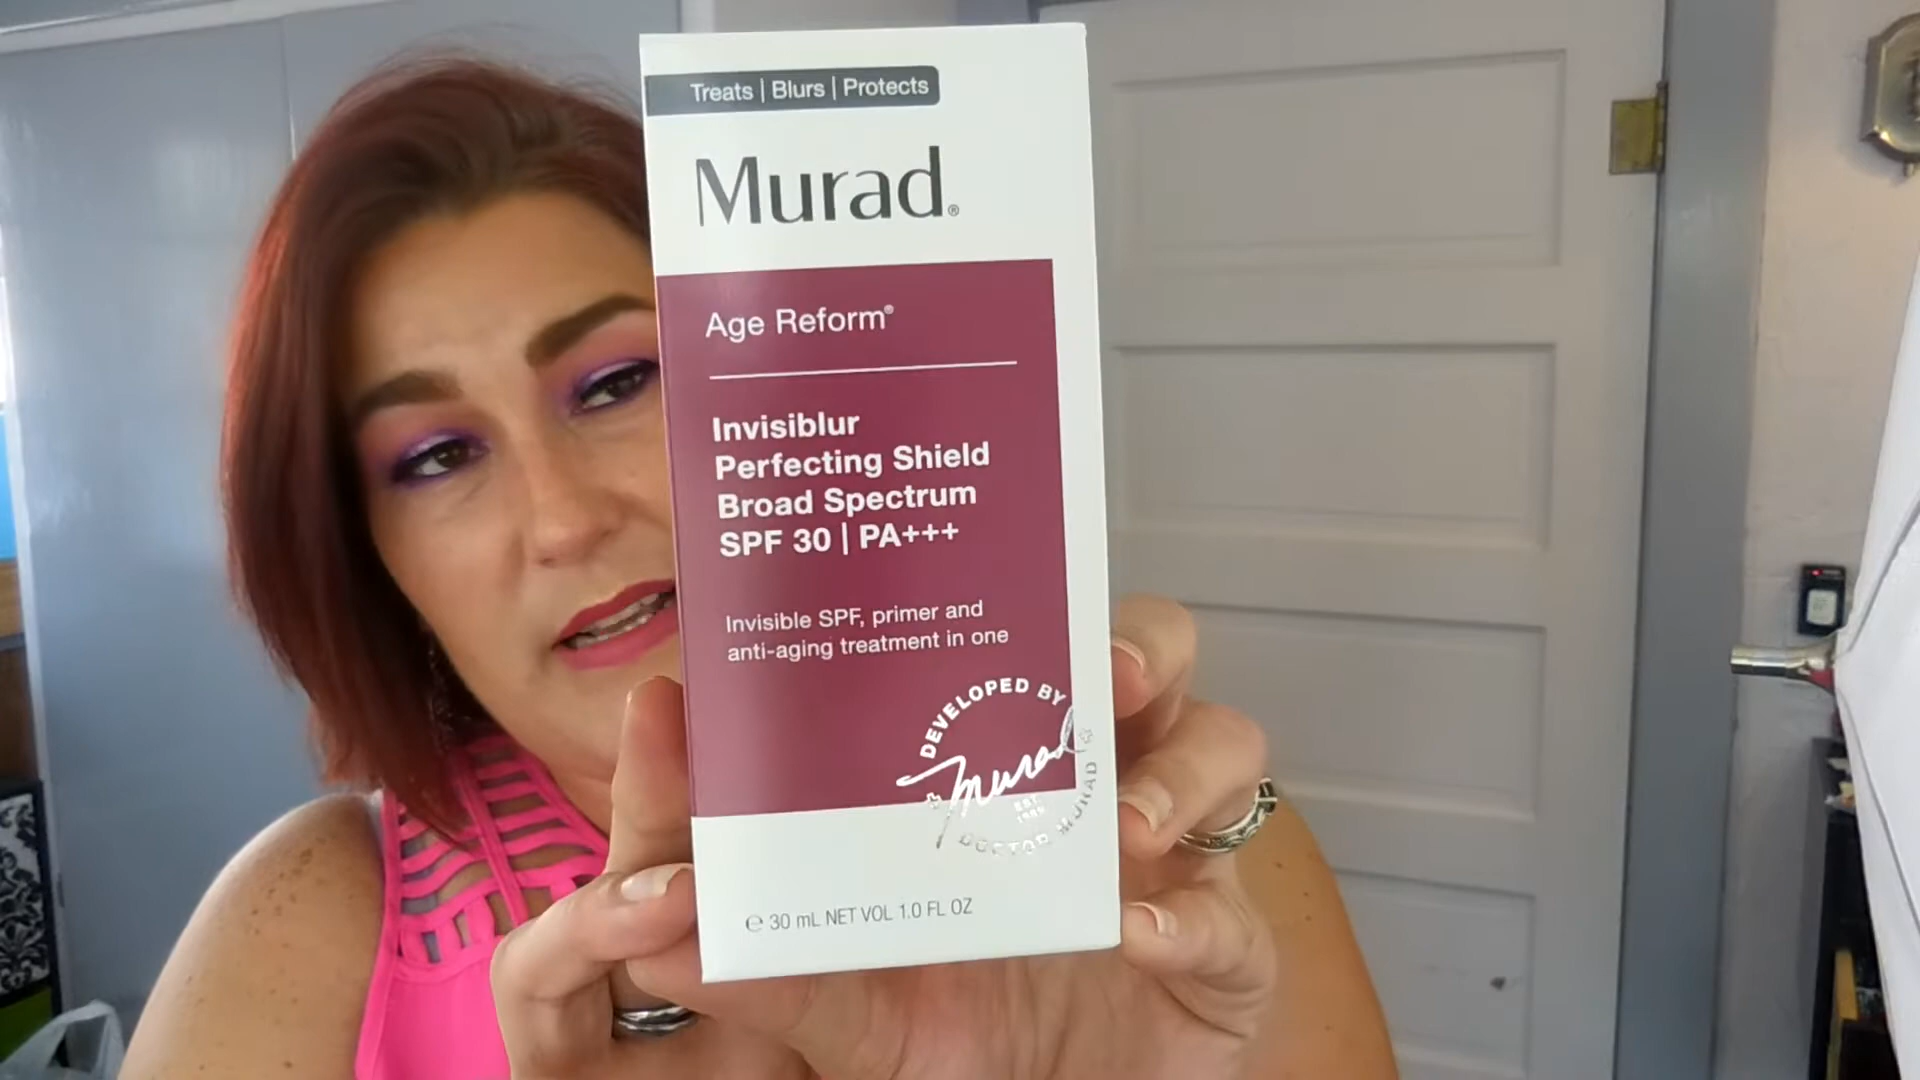 Treats | Blurs | Protects
Murad®
Age Reform®
Invisiblur
Perfecting Shield
Broad Spectrum
SPF 30 | PA+++
Invisible SPF, primer and
anti-aging treatment in one
DEVELOPED BY
Murad
EST.
1989
DOCTOR MURAD
℮ 30 mL NET VOL 1.0 FL OZ